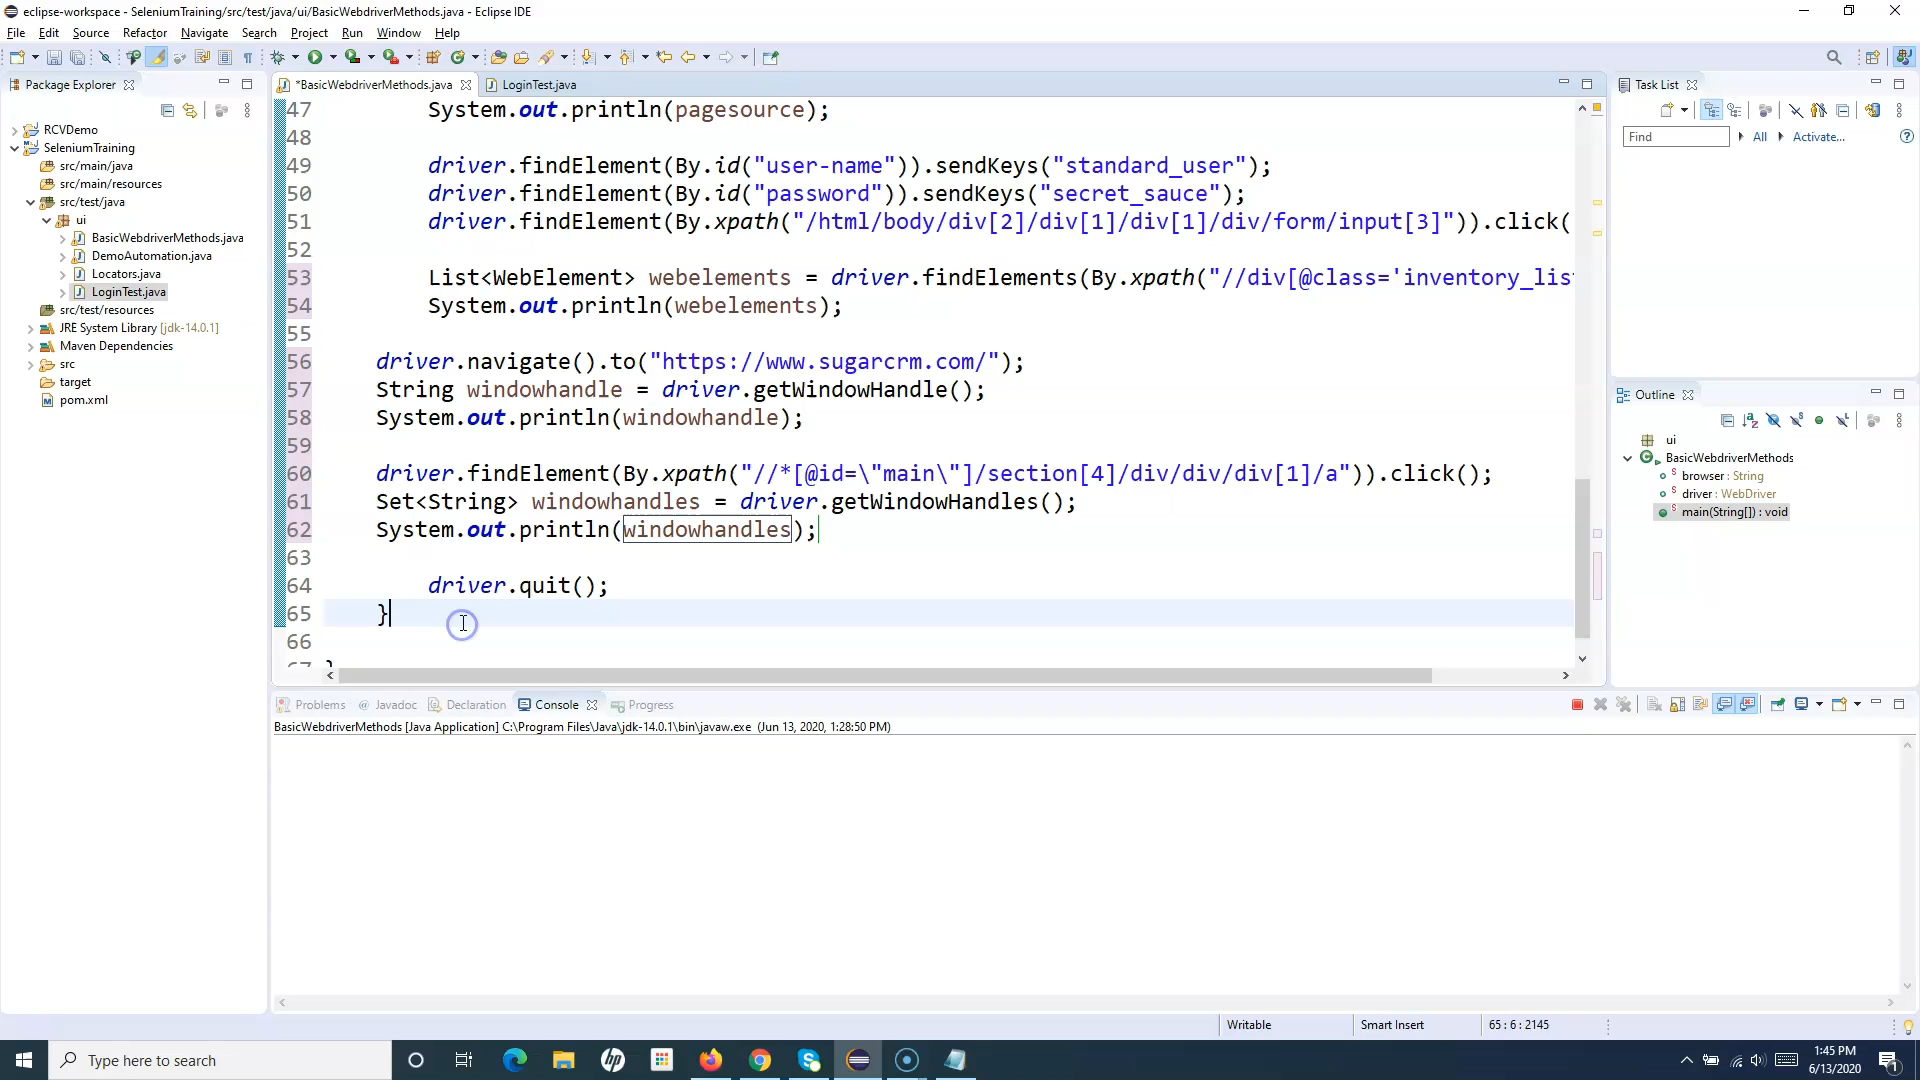 eclipse-workspace - SeleniumTraining/src/test/java/ui/BasicWebdriverMethods.java - Eclipse IDE
File Edit Source Refactor Navigate Search Project Run Window Help
Package Explorer
RCVDemo
SeleniumTraining
src/main/java
src/main/resources
src/test/java
ui
BasicWebdriverMethods.java
DemoAutomation.java
Locators.java
LoginTest.java
src/test/resources
JRE System Library [jdk-14.0.1]
Maven Dependencies
src
target
pom.xml
*BasicWebdriverMethods.java LoginTest.java
47 System.out.println(pagesource);
48
49 driver.findElement(By.id("user-name")).sendKeys("standard_user");
50 driver.findElement(By.id("password")).sendKeys("secret_sauce");
51 driver.findElement(By.xpath("/html/body/div[2]/div[1]/div[1]/div/form/input[3]")).click(
52
53 List<WebElement> webelements = driver.findElements(By.xpath("//div[@class='inventory_lis
54 System.out.println(webelements);
55
56 driver.navigate().to("https://www.sugarcrm.com/");
57 String windowhandle = driver.getWindowHandle();
58 System.out.println(windowhandle);
59
60 driver.findElement(By.xpath("//*[@id=\"main\"]/section[4]/div/div/div[1]/a")).click();
61 Set<String> windowhandles = driver.getWindowHandles();
62 System.out.println(windowhandles);
63
64 driver.quit();
65 }
66
67 }
Task List
Find All Activate...
Outline
ui
BasicWebdriverMethods
browser : String
driver : WebDriver
main(String[]) : void
Problems @ Javadoc Declaration Console Progress
BasicWebdriverMethods [Java Application] C:\Program Files\Java\jdk-14.0.1\bin\javaw.exe (Jun 13, 2020, 1:28:50 PM)
Writable Smart Insert 65 : 6 : 2145
Type here to search
1:45 PM
6/13/2020